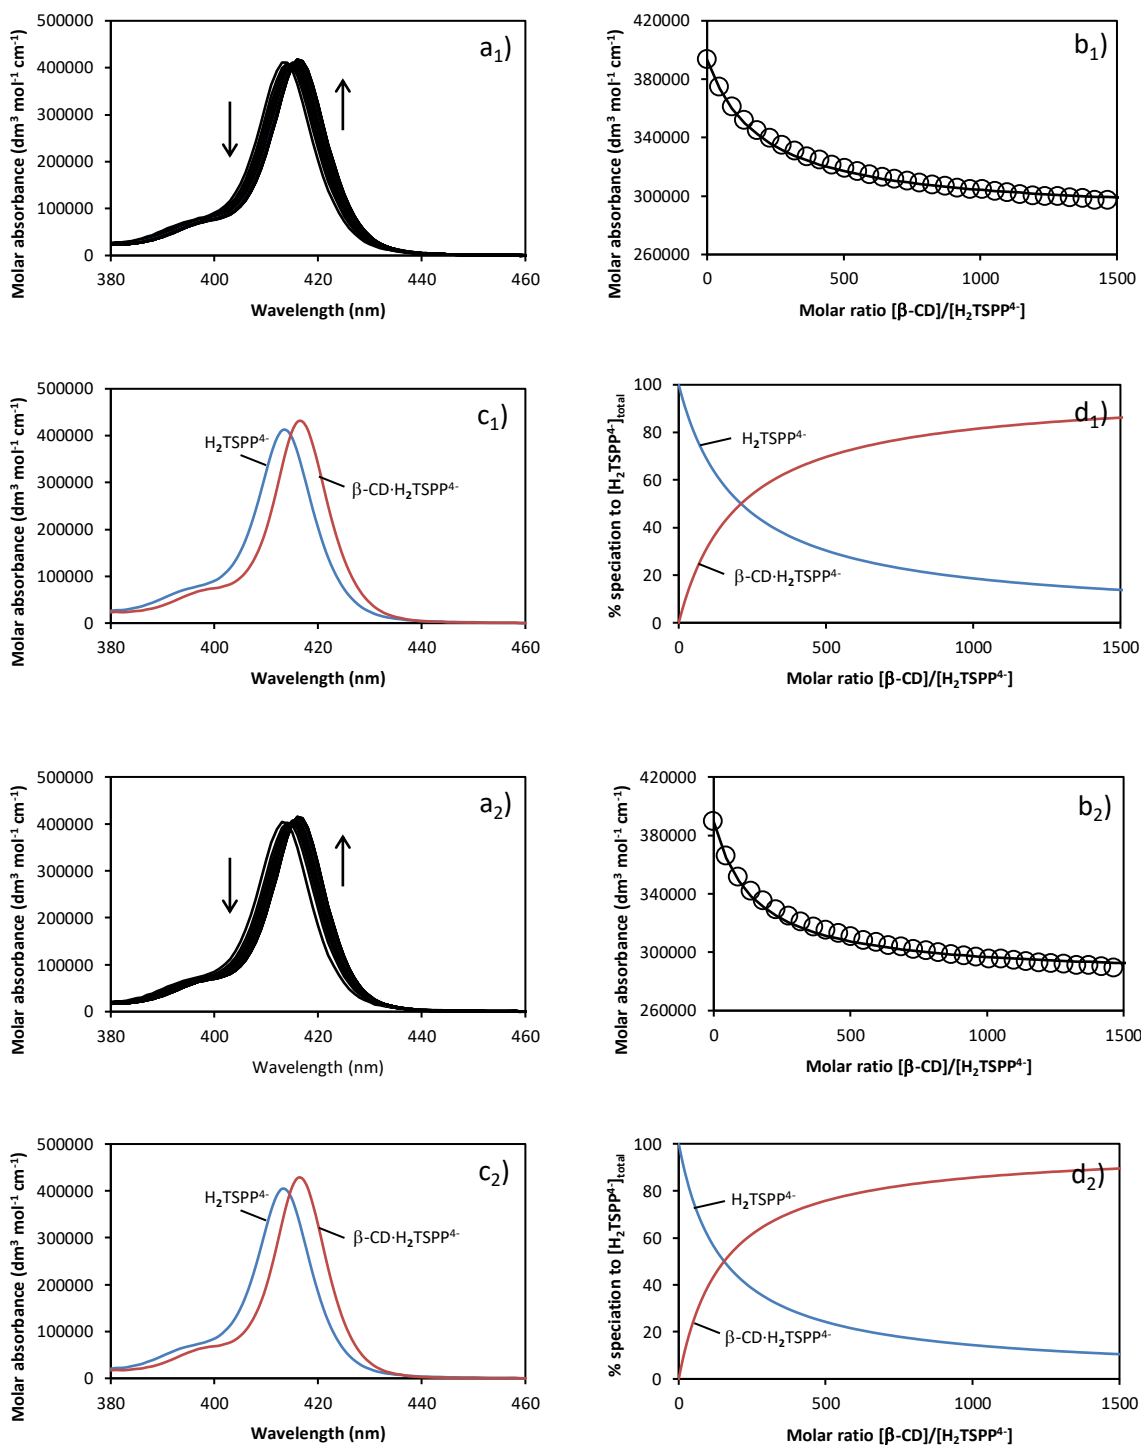 a₁)
Molar absorbance (dm³ mol⁻¹ cm⁻¹)
500000
400000
300000
200000
100000
0
380 400 420 440 460
Wavelength (nm)
b₁)
Molar absorbance (dm³ mol⁻¹ cm⁻¹)
420000
380000
340000
300000
260000
0 500 1000 1500
Molar ratio [β-CD]/[H₂TSPP⁴⁻]
c₁)
Molar absorbance (dm³ mol⁻¹ cm⁻¹)
500000
400000
300000
200000
100000
0
H₂TSPP⁴⁻
β-CD·H₂TSPP⁴⁻
380 400 420 440 460
Wavelength (nm)
d₁)
% speciation to [H₂TSPP⁴⁻]total
100
80
60
40
20
0
H₂TSPP⁴⁻
β-CD·H₂TSPP⁴⁻
0 500 1000 1500
Molar ratio [β-CD]/[H₂TSPP⁴⁻]
a₂)
Molar absorbance (dm³ mol⁻¹ cm⁻¹)
500000
400000
300000
200000
100000
0
380 400 420 440 460
Wavelength (nm)
b₂)
Molar absorbance (dm³ mol⁻¹ cm⁻¹)
420000
380000
340000
300000
260000
0 500 1000 1500
Molar ratio [β-CD]/[H₂TSPP⁴⁻]
c₂)
Molar absorbance (dm³ mol⁻¹ cm⁻¹)
500000
400000
300000
200000
100000
0
H₂TSPP⁴⁻
β-CD·H₂TSPP⁴⁻
380 400 420 440 460
Wavelength (nm)
d₂)
% speciation to [H₂TSPP⁴⁻]total
100
80
60
40
20
0
H₂TSPP⁴⁻
β-CD·H₂TSPP⁴⁻
0 500 1000 1500
Molar ratio [β-CD]/[H₂TSPP⁴⁻]